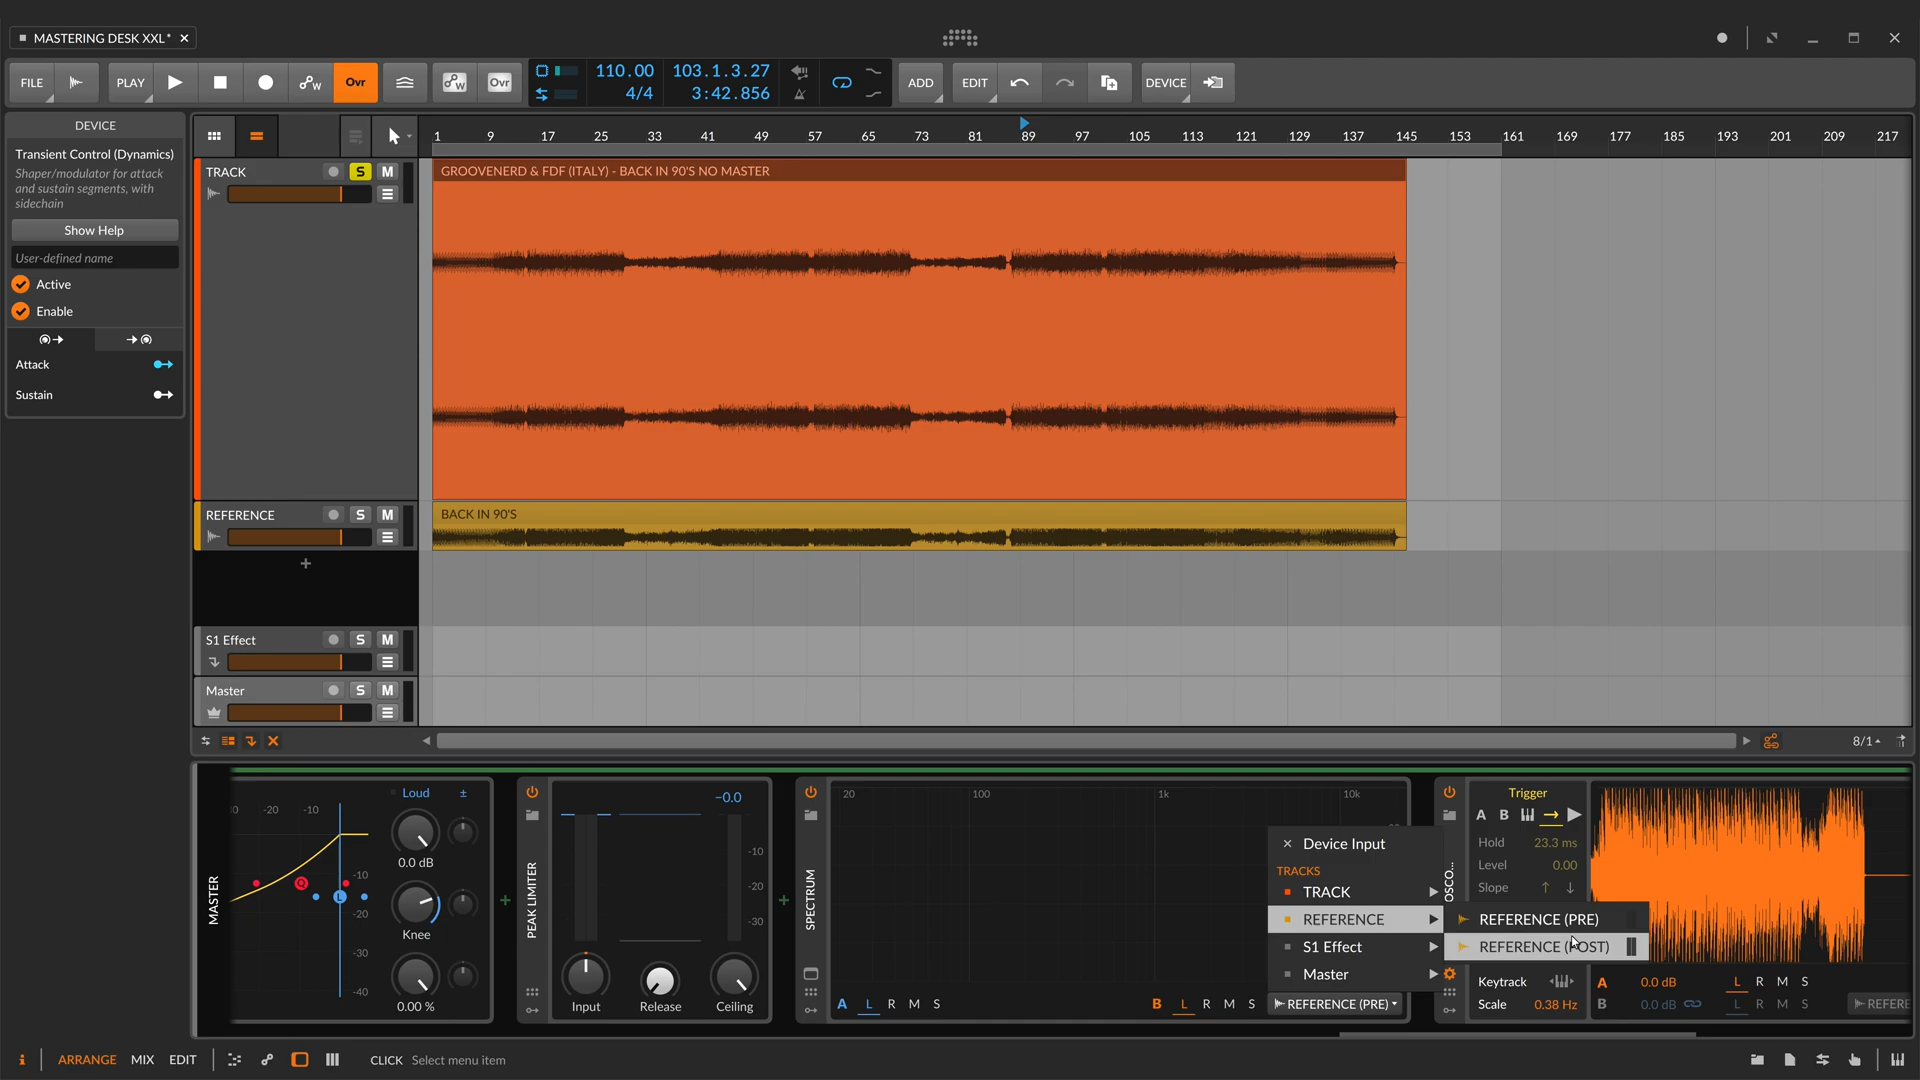 MASTERING DESK XXL*
FILE
PLAY
Ovr
Ovr
110.00
4/4
103.1.3.27
3:42.856
ADD
EDIT
DEVICE
DEVICE
Transient Control (Dynamics)
Shaper/modulator for attack
and sustain segments, with
sidechain
Show Help
User-defined name
Active
Enable
Attack
Sustain
1 9 17 25 33 41 49 57 65 73 81 89 97 105 113 121 129 137 145 153 161 169 177 185 193 201 209 217
TRACK S M
GROOVENERD & FDF (ITALY) - BACK IN 90'S NO MASTER
REFERENCE S M
BACK IN 90'S
+
S1 Effect S M
Master S M
8/1
MASTER
-20 -10
-10
-20
-30
-40
Loud ±
0.0 dB
Knee
0.00 %
PEAK LIMITER
-0.0
-10
-20
-30
Input Release Ceiling
SPECTRUM
20 100 1k 10k
A L R M S
B L R M S
REFERENCE (PRE)
× Device Input
TRACKS
TRACK
REFERENCE
S1 Effect
Master
REFERENCE (PRE)
REFERENCE (POST)
Trigger
A B
Hold 23.3 ms
Level 0.00
Slope ↑ ↓
Keytrack
Scale 0.38 Hz
A 0.0 dB L R M S
B 0.0 dB L R M S
ARRANGE MIX EDIT
CLICK Select menu item